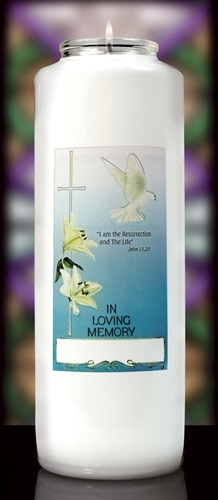 "I am the Resurrection
and The Life"
John 11:25
IN
LOVING
MEMORY